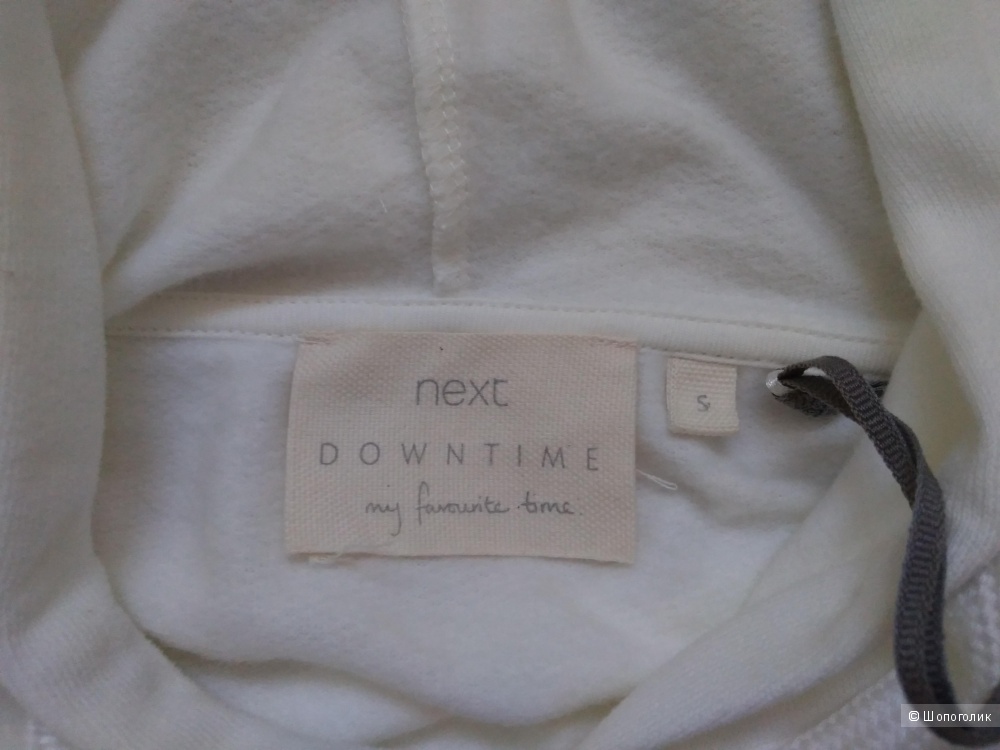 next
DOWNTIME
my favourite time.
S
© Шопоголик